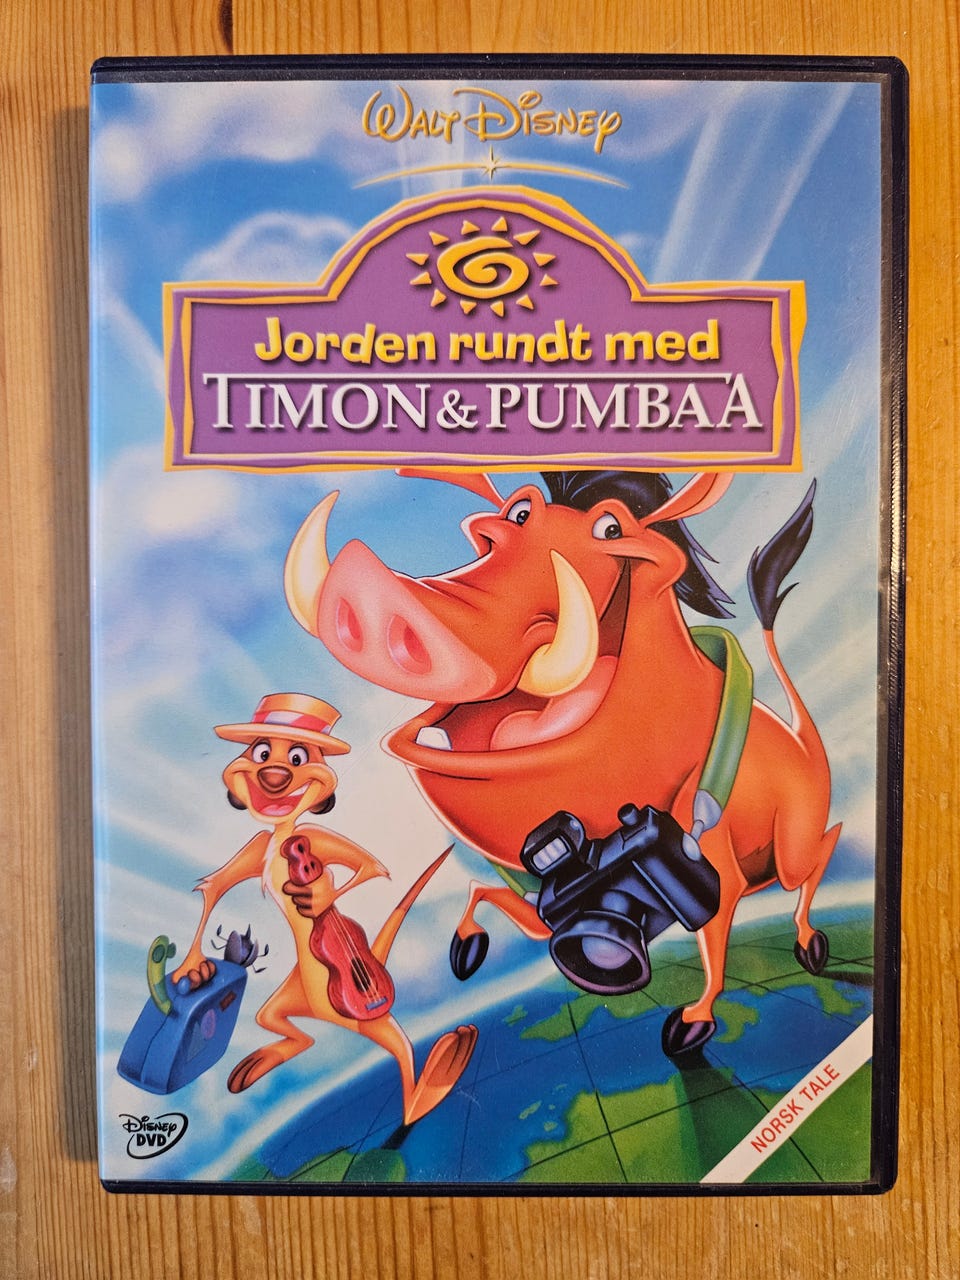 WALT DISNEY
Jorden rundt med
TIMON & PUMBAA
DISNEY
DVD
NORSK TALE